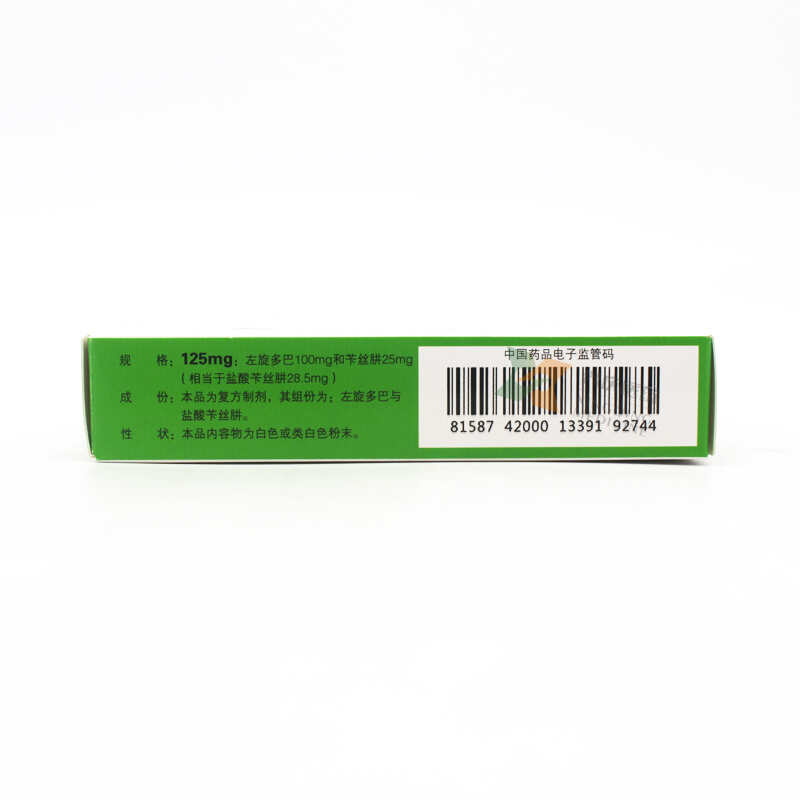 规 格：125mg：左旋多巴100mg和苄丝肼25mg
（相当于盐酸苄丝肼28.5mg）
成 份：本品为复方制剂，其组份为：左旋多巴与
盐酸苄丝肼。
性 状：本品内容物为白色或类白色粉末。
中国药品电子监管码
81587 42000 13391 92744